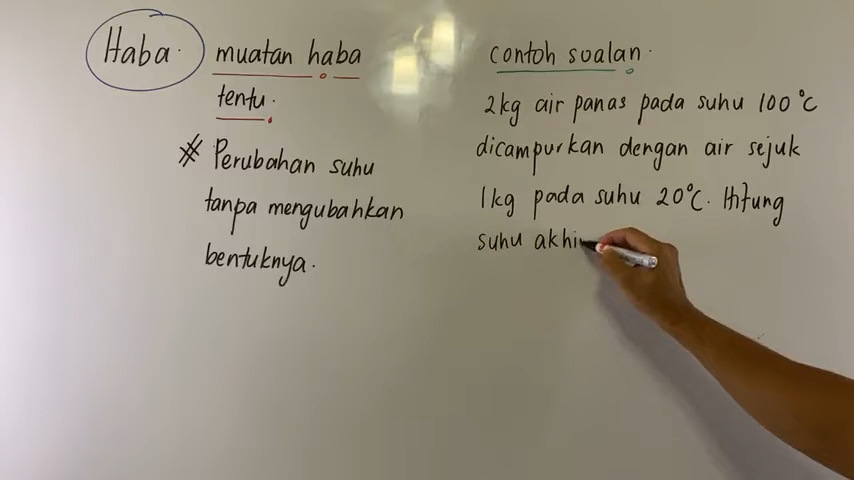 Haba.
muatan haba
tentu.
* Perubahan suhu
tanpa mengubahkan
bentuknya.
contoh soalan.
2kg air panas pada suhu 100°C
dicampurkan dengan air sejuk
1kg pada suhu 20°C. Hitung
suhu akhi